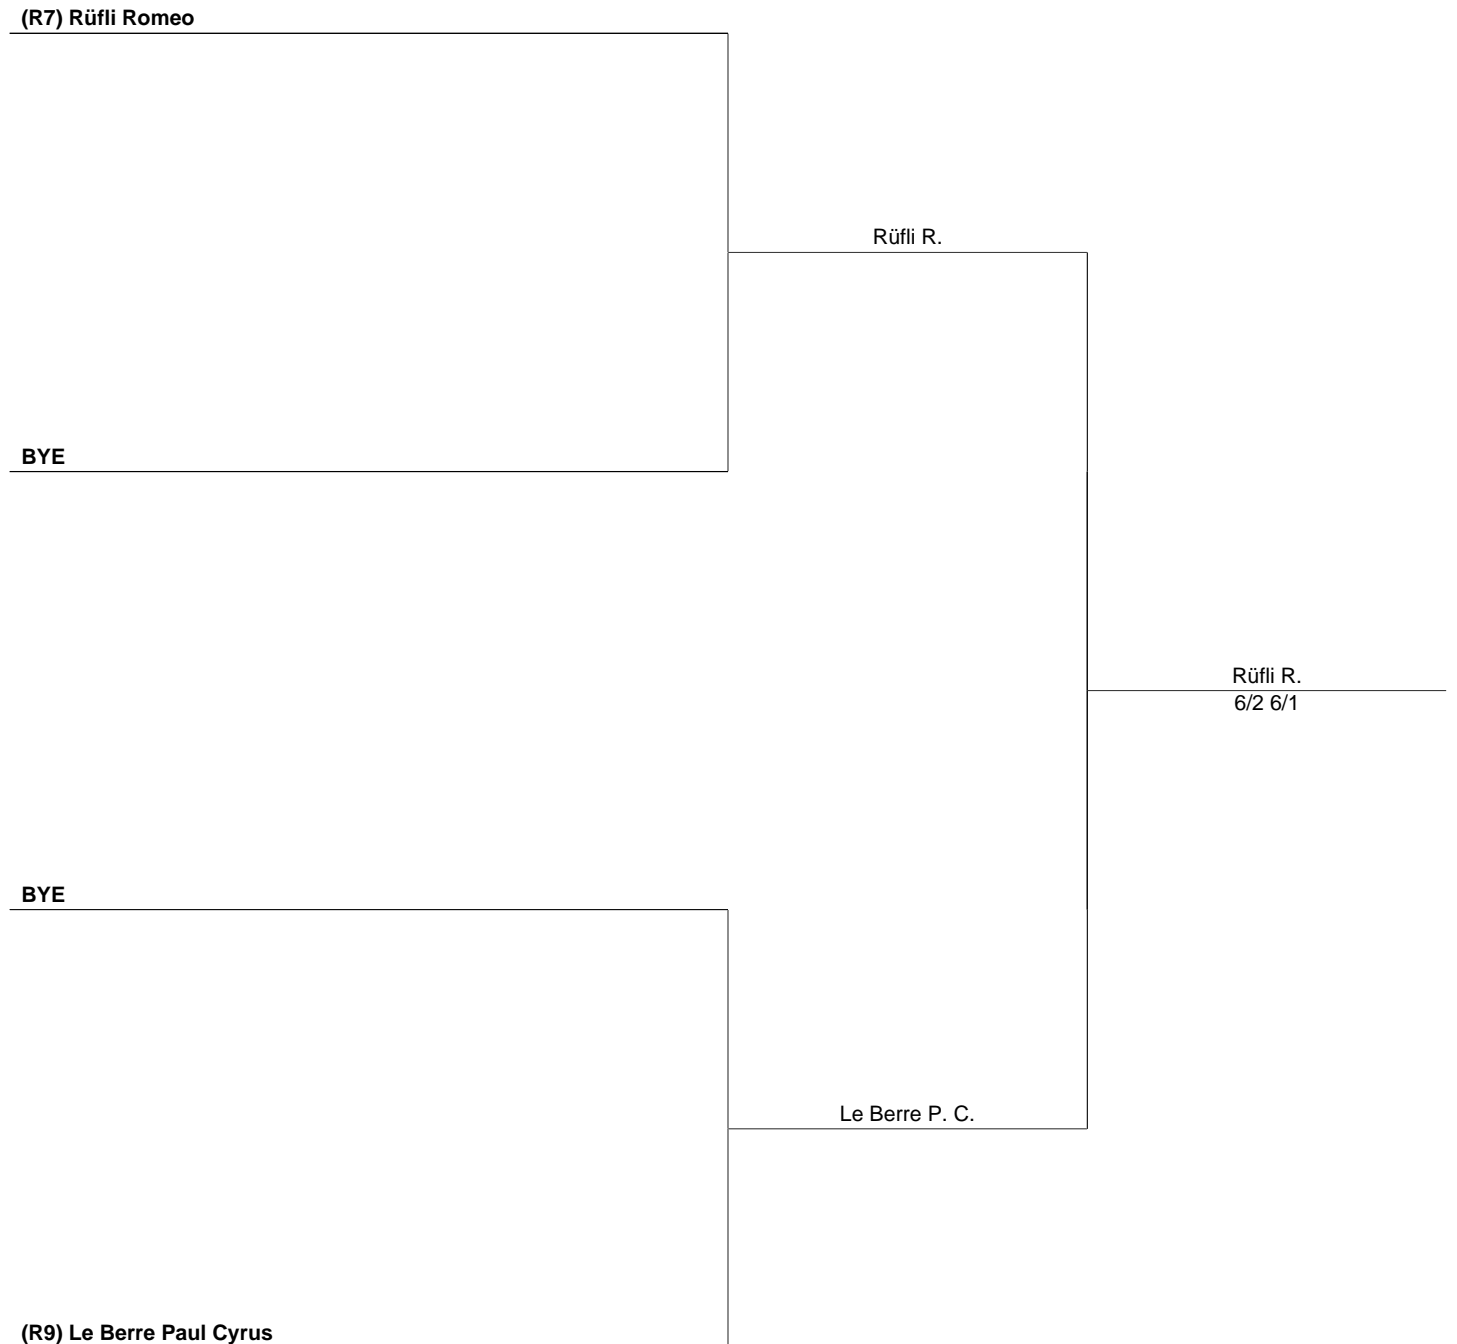 (R7) Rüfli Romeo
Rüfli R.
BYE
Rüfli R.
6/2 6/1
BYE
Le Berre P. C.
(R9) Le Berre Paul Cyrus